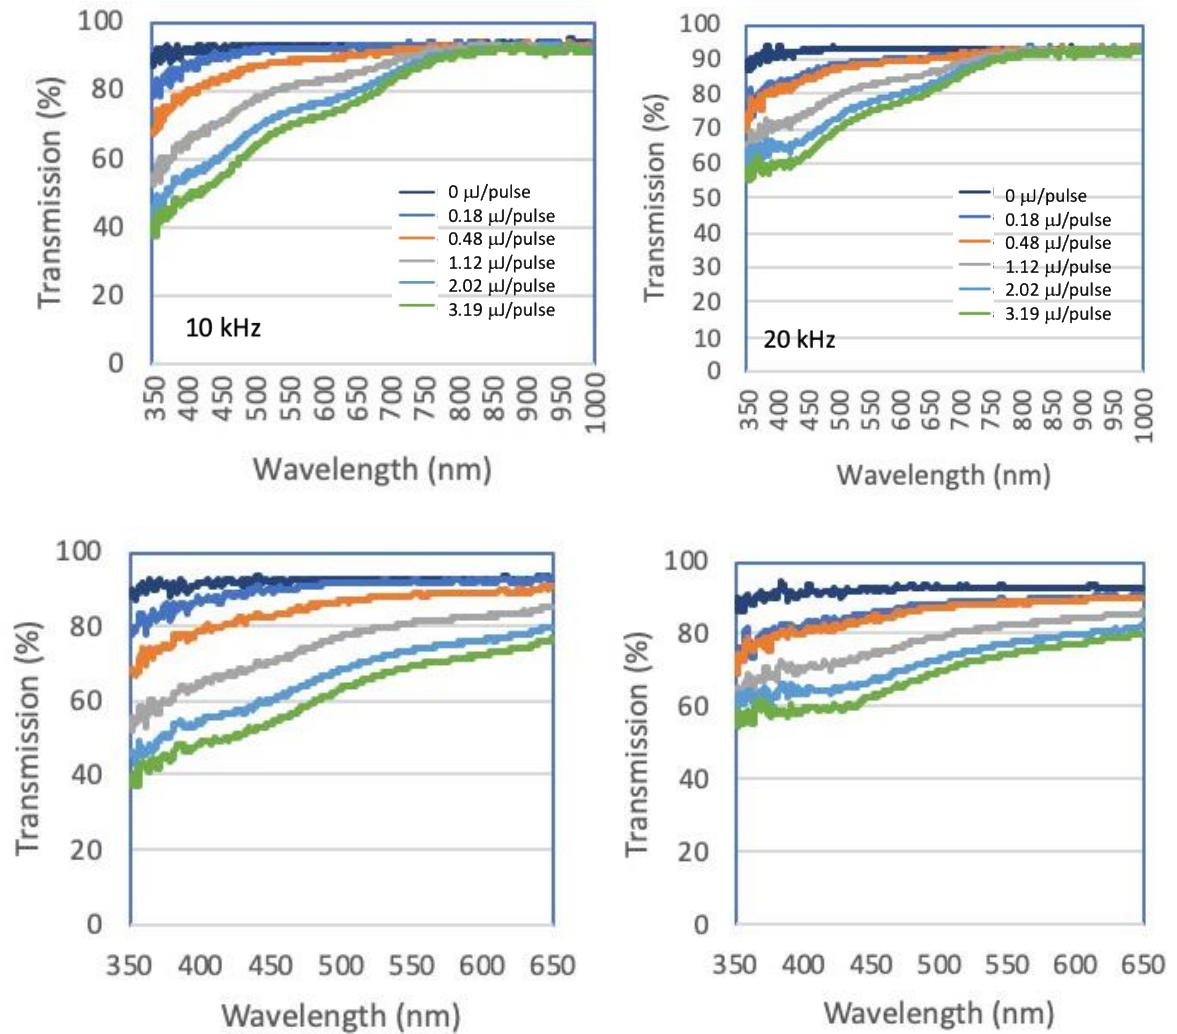 100
80
60
40
20
0
Transmission (%)
0 µJ/pulse
0.18 µJ/pulse
0.48 µJ/pulse
1.12 µJ/pulse
2.02 µJ/pulse
3.19 µJ/pulse
10 kHz
350 400 450 500 550 600 650 700 750 800 850 900 950 1000
Wavelength (nm)
100
90
80
70
60
50
40
30
20
10
0
Transmission (%)
0 µJ/pulse
0.18 µJ/pulse
0.48 µJ/pulse
1.12 µJ/pulse
2.02 µJ/pulse
3.19 µJ/pulse
20 kHz
350 400 450 500 550 600 650 700 750 800 850 900 950 1000
Wavelength (nm)
100
80
60
40
20
0
Transmission (%)
350 400 450 500 550 600 650
Wavelength (nm)
100
80
60
40
20
0
Transmission (%)
350 400 450 500 550 600 650
Wavelength (nm)